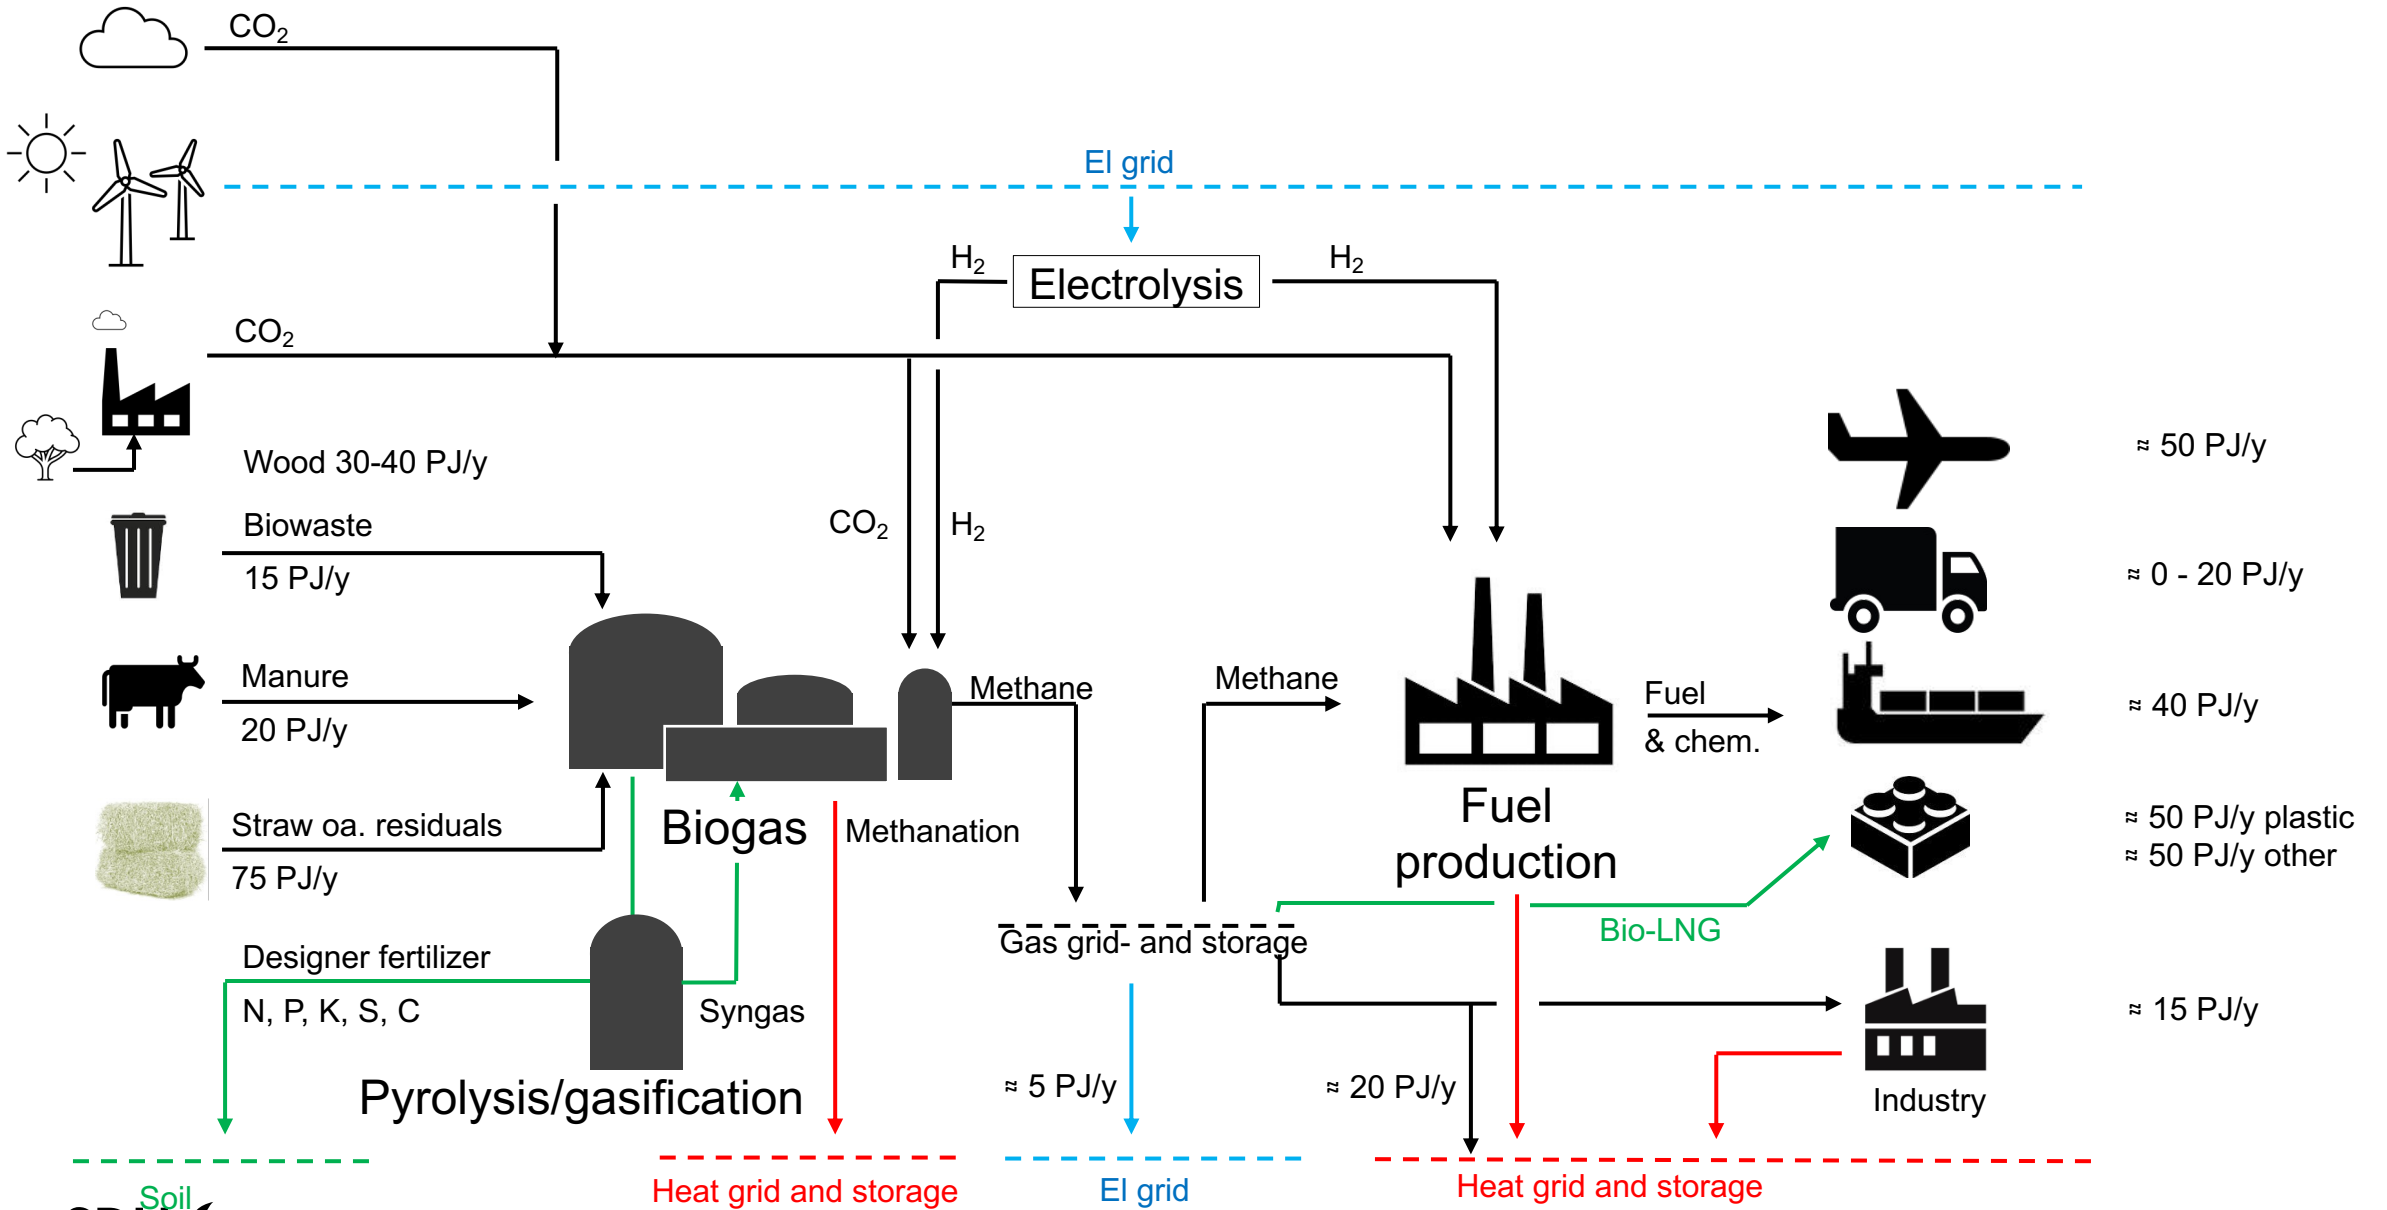 CO₂
El grid
H₂
H₂
Electrolysis
CO₂
Wood 30-40 PJ/y
≈ 50 PJ/y
Biowaste
CO₂
H₂
15 PJ/y
≈ 0 - 20 PJ/y
Manure
Methane
Methane
Fuel
≈ 40 PJ/y
20 PJ/y
& chem.
Straw oa. residuals
Biogas
Methanation
Fuel
production
≈ 50 PJ/y plastic
≈ 50 PJ/y other
75 PJ/y
Bio-LNG
Gas grid- and storage
Designer fertilizer
N, P, K, S, C
Syngas
≈ 15 PJ/y
Pyrolysis/gasification
≈ 5 PJ/y
≈ 20 PJ/y
Industry
Soil
Heat grid and storage
El grid
Heat grid and storage